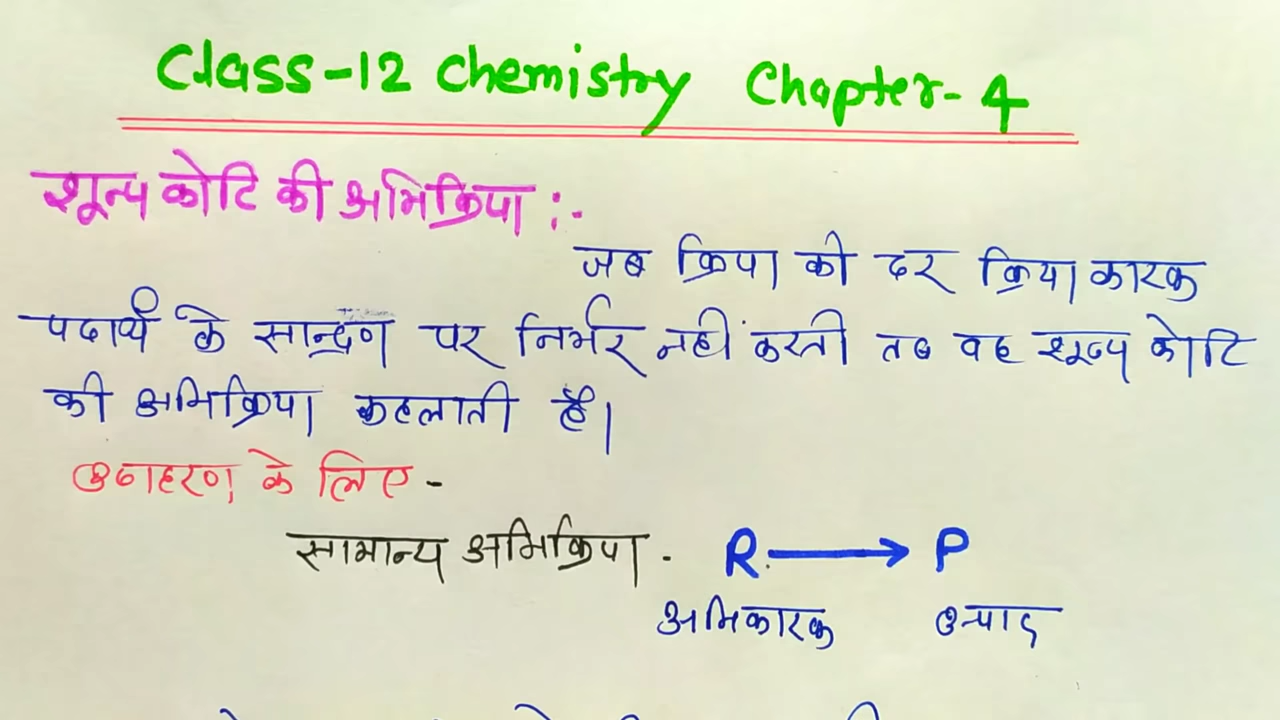 Class-12 Chemistry Chapter-4
शून्य कोटि की अभिक्रिया :-
जब क्रिया की दर क्रिया कारक
पदार्थ के सान्द्रण पर निर्भर नहीं करती तब वह शून्य कोटि
की अभिक्रिया कहलाती है।
उदाहरण के लिए -
सामान्य अभिक्रिया - R → P
अभिकारक उत्पाद